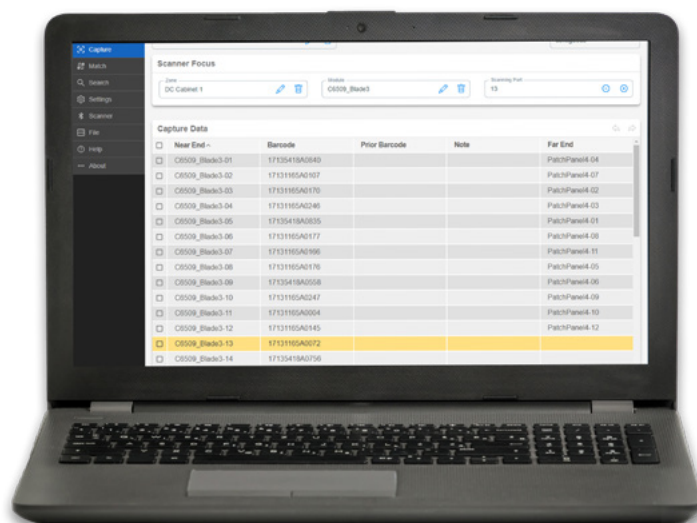 Capture
Match
Search
Settings
Scanner
File
Help
About
Scanner Focus
Zone
DC Cabinet 1
Module
C6509_Blade3
Scanning Port
13
Capture Data
Near End Barcode Prior Barcode Note Far End
C6509_Blade3-01 17135418A0840 PatchPanel4-04
C6509_Blade3-02 17131165A0107 PatchPanel4-07
C6509_Blade3-03 17131165A0170 PatchPanel4-02
C6509_Blade3-04 17131165A0246 PatchPanel4-03
C6509_Blade3-05 17135418A0835 PatchPanel4-01
C6509_Blade3-06 17131165A0177 PatchPanel4-08
C6509_Blade3-07 17131165A0166 PatchPanel4-11
C6509_Blade3-08 17131165A0176 PatchPanel4-05
C6509_Blade3-09 17135418A0558 PatchPanel4-06
C6509_Blade3-10 17131165A0247 PatchPanel4-09
C6509_Blade3-11 17131165A0004 PatchPanel4-10
C6509_Blade3-12 17131165A0145 PatchPanel4-12
C6509_Blade3-13 17131165A0072
C6509_Blade3-14 17135418A0756